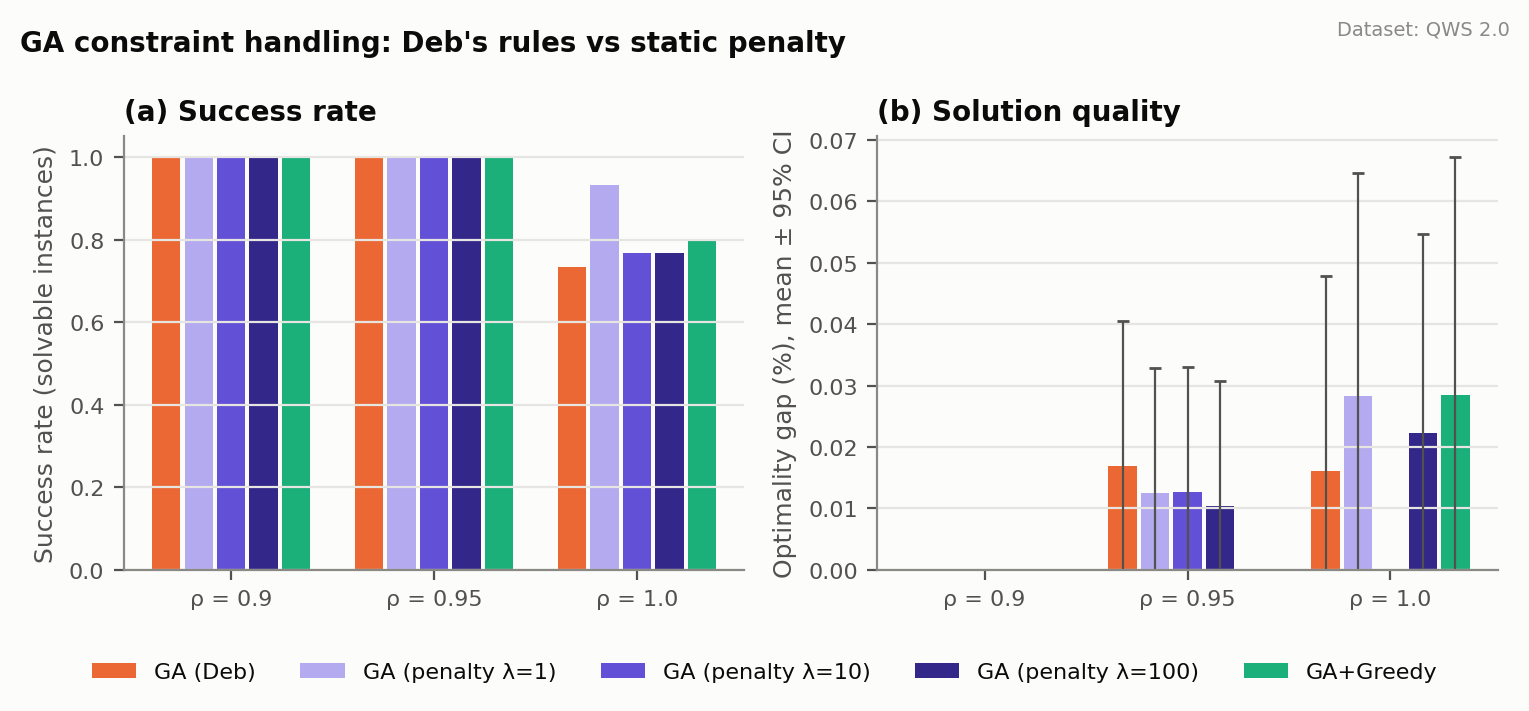 GA constraint handling: Deb's rules vs static penalty
Dataset: QWS 2.0
(a) Success rate
Success rate (solvable instances)
1.0
0.8
0.6
0.4
0.2
0.0
ρ = 0.9
ρ = 0.95
ρ = 1.0
(b) Solution quality
Optimality gap (%), mean ± 95% CI
0.07
0.06
0.05
0.04
0.03
0.02
0.01
0.00
ρ = 0.9
ρ = 0.95
ρ = 1.0
GA (Deb)
GA (penalty λ=1)
GA (penalty λ=10)
GA (penalty λ=100)
GA+Greedy